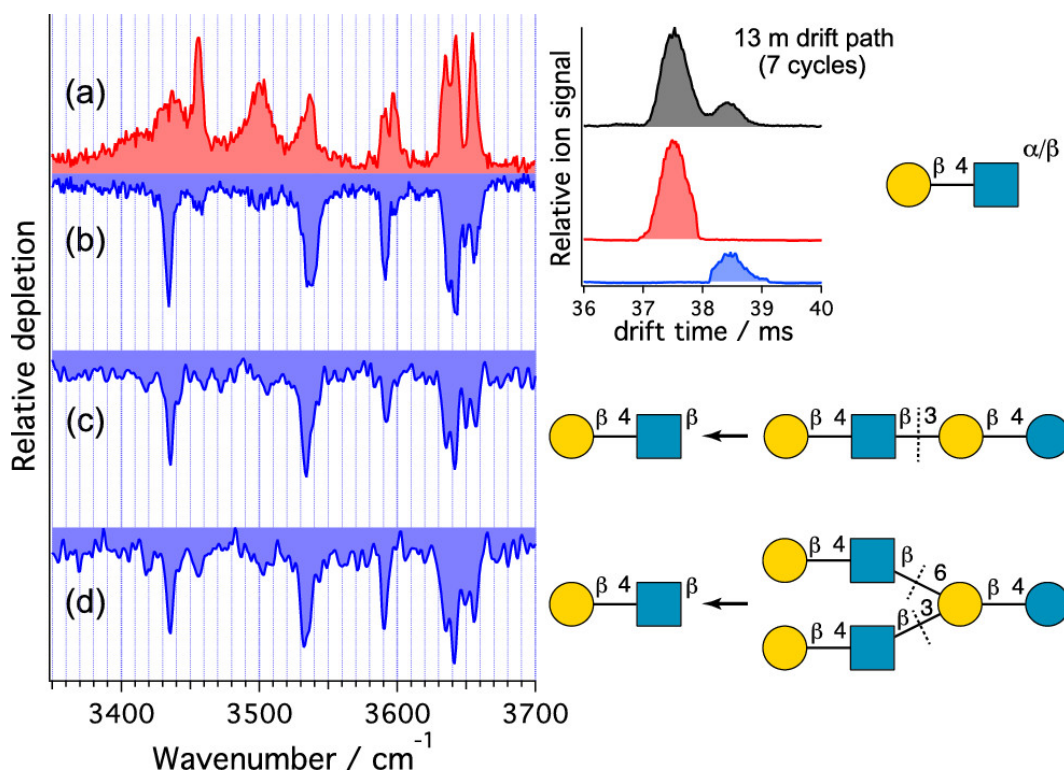 Relative depletion
(a)
(b)
(c)
(d)
3400 3500 3600 3700
Wavenumber / cm⁻¹
Relative ion signal
13 m drift path
(7 cycles)
36 37 38 39 40
drift time / ms
β 4 α/β
β 4 β
β 4 β 3 β 4
β 4 β
6
β 4 β β 4
3
β 4 β